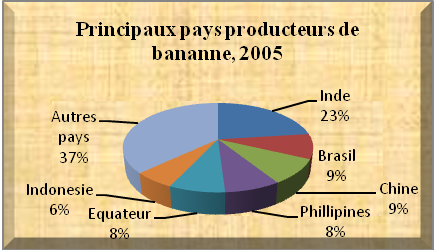 Principaux pays producteurs de
bananne, 2005
Inde
23%
Brasil
9%
Chine
9%
Phillipines
8%
Equateur
8%
Indonesie
6%
Autres
pays
37%